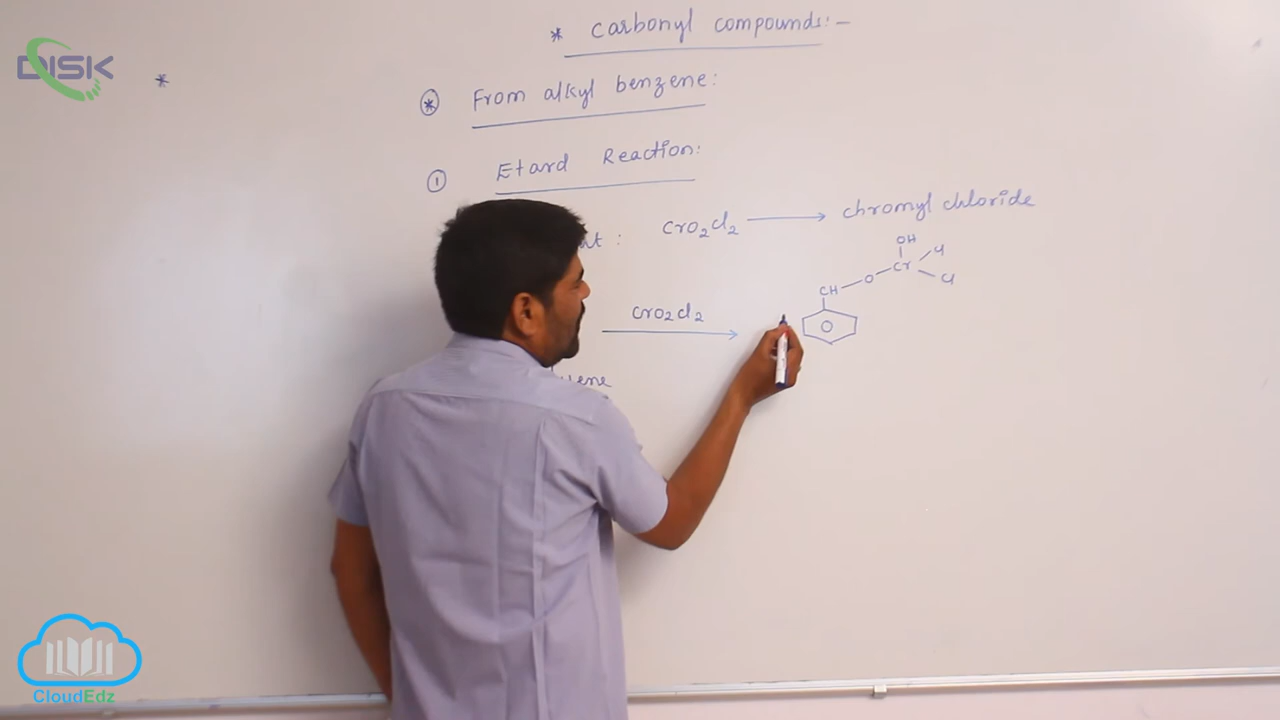 DISK
*
* Carbonyl compounds:-
* From alkyl benzene:
① Etard Reaction:
: CrO₂Cl₂ → chromyl chloride
OH
Cl
Cr
Cl
O
CH
CrO₂Cl₂
CloudEdz